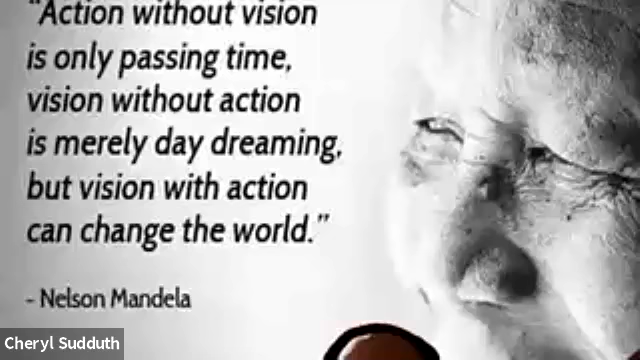 “Action without vision
is only passing time,
vision without action
is merely day dreaming,
but vision with action
can change the world.”
- Nelson Mandela
Cheryl Sudduth